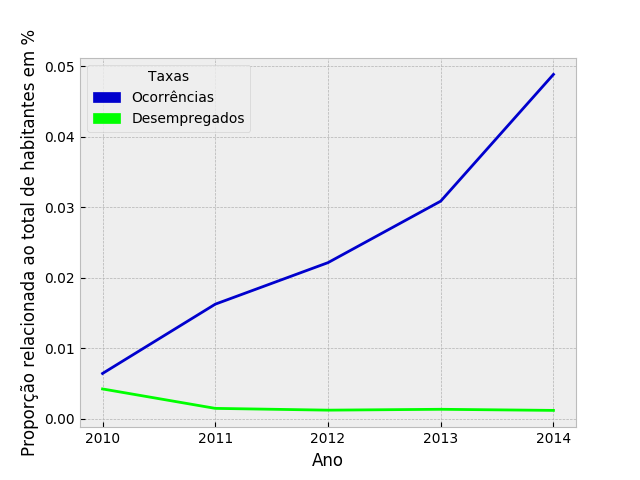 Proporção relacionada ao total de habitantes em %
0.05
0.04
0.03
0.02
0.01
0.00
Taxas
Ocorrências
Desempregados
2010 2011 2012 2013 2014
Ano